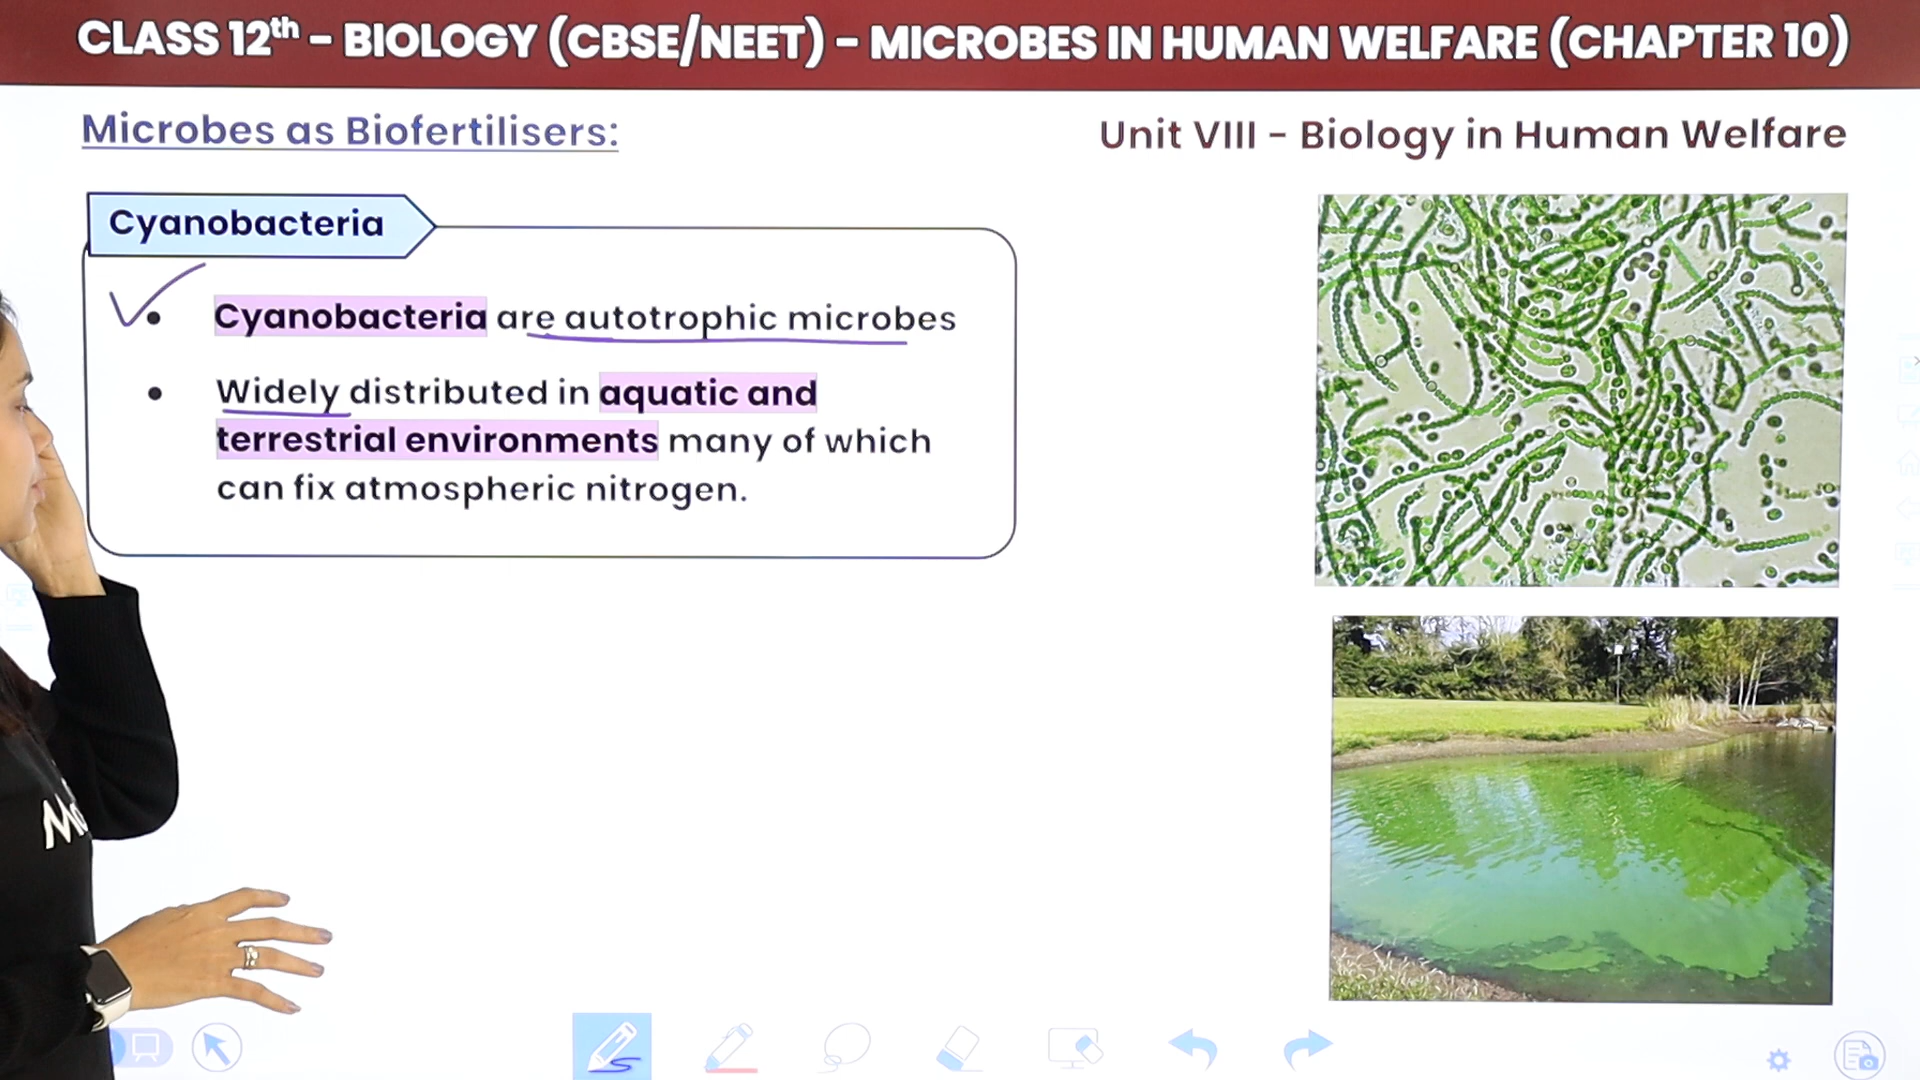 CLASS 12th - BIOLOGY (CBSE/NEET) - MICROBES IN HUMAN WELFARE (CHAPTER 10)
Microbes as Biofertilisers:
Unit VIII - Biology in Human Welfare
Cyanobacteria
• Cyanobacteria are autotrophic microbes
• Widely distributed in aquatic and
terrestrial environments many of which
can fix atmospheric nitrogen.